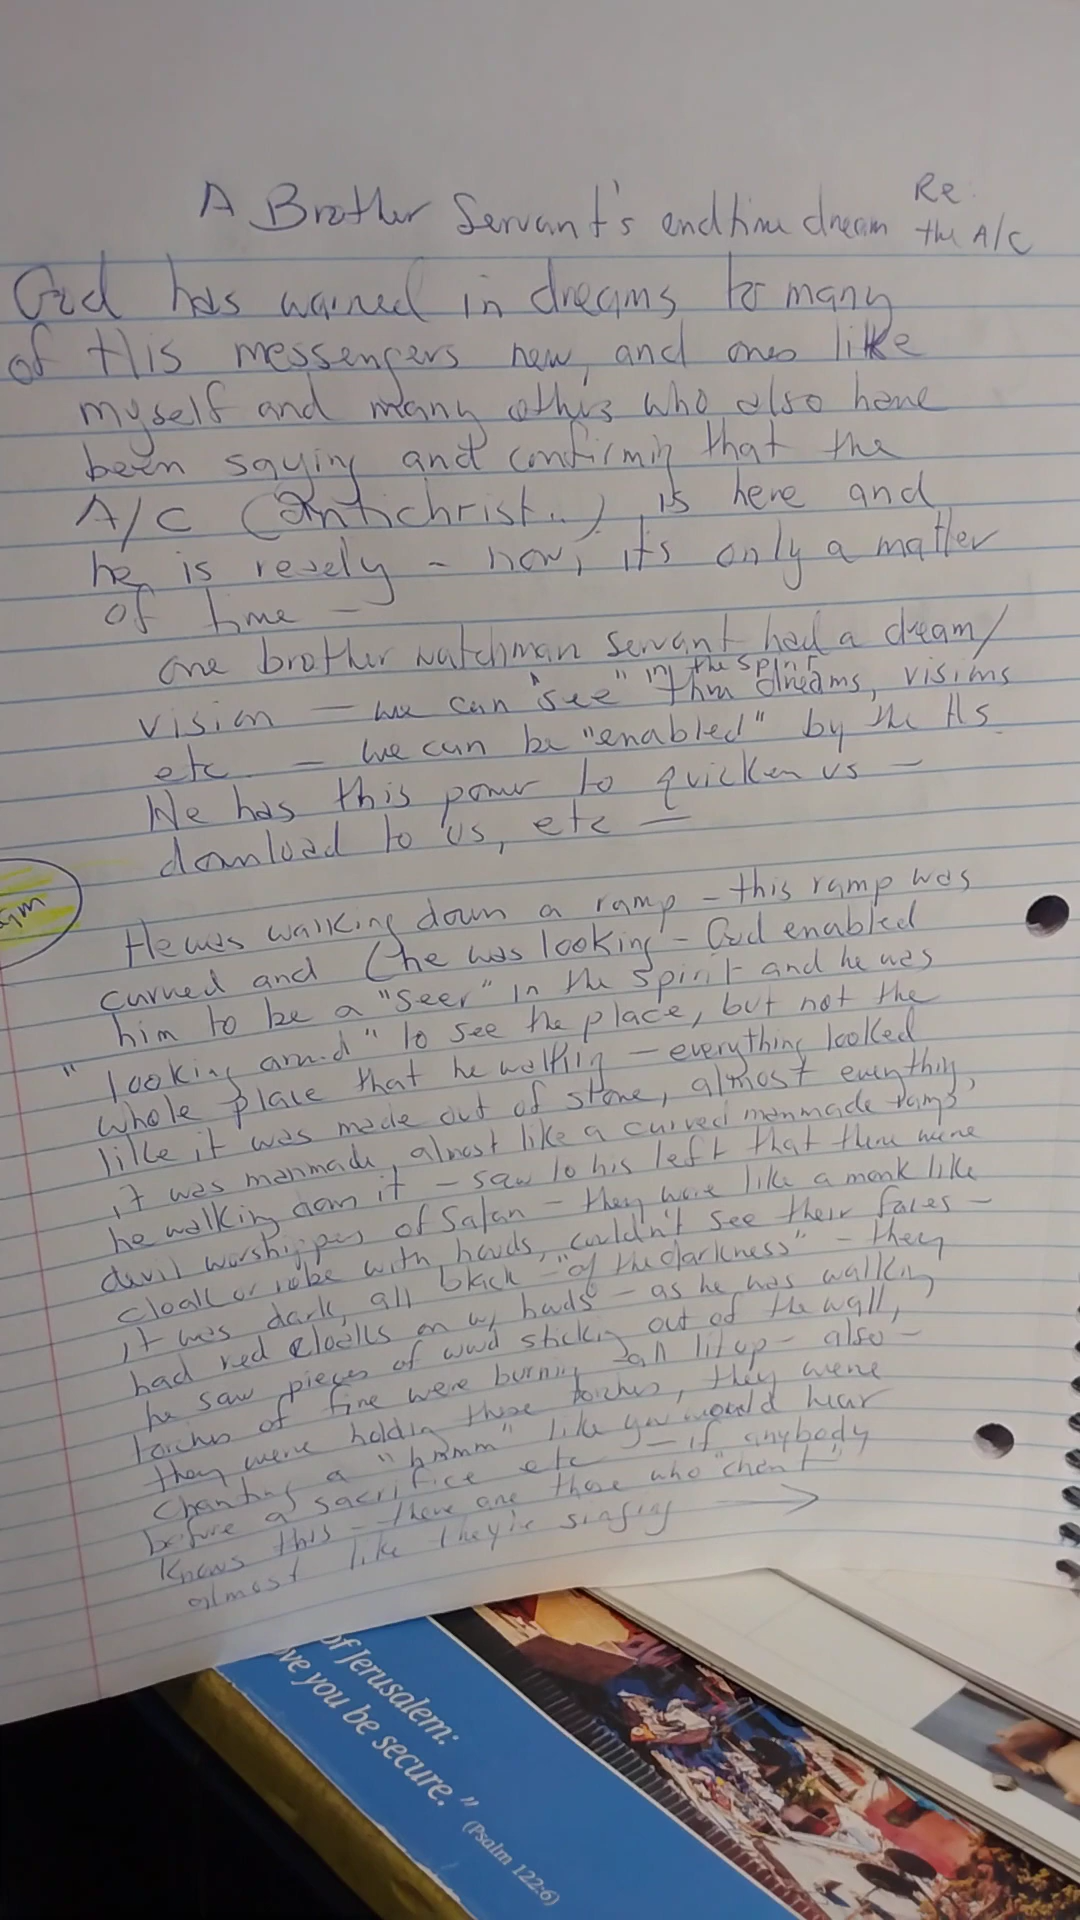 A Brother Servant's endtime dream Re: the A/C
God has warned in dreams to many
of His messengers now, and ones like
myself and many others who also have
been saying and confirming that the
A/C (Antichrist..) is here and
he is ready - now, it's only a matter
of time -
one brother watchman servant had a dream/
vision - we can "see" in the spirit thru dreams, visions
etc - we can be "enabled" by the HS.
He has this power to quicken us -
download to us, etc -
He was walking down a ramp - this ramp was
curved and (he was looking - God enabled
him to be a "seer" in the spirit and he was
"looking around" to see the place, but not the
whole place that he walking - everything looked
like it was made out of stone, almost everything,
it was manmade, almost like a curved manmade ramp
he walking down it - saw to his left that there were
devil worshippers of Satan - they wore like a monk like
cloak or robe with hoods, couldn't see their faces -
it was dark, all black - "of the darkness" - they
had red cloaks on w/ hoods - as he was walking
he saw pieces of wood sticking out of the wall,
torches of fire were burning all lit up - also -
they were holding these torches, they were
chanting a "hmmm" like you would hear
before a sacrifice etc - if anybody
knows this - there are those who "chant"
almost like they're singing →
of Jerusalem:
ve you be secure."
(Psalm 122:6)